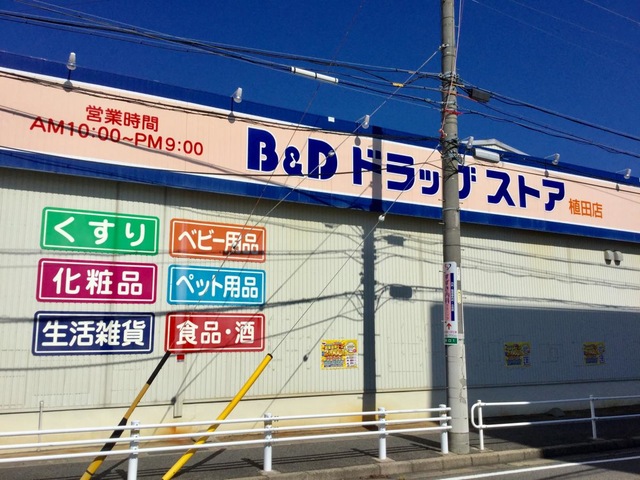 営業時間
AM10:00~PM9:00
B&D ドラッグ ストア 植田店
くすり
ベビー用品
化粧品
ペット用品
生活雑貨
食品・酒